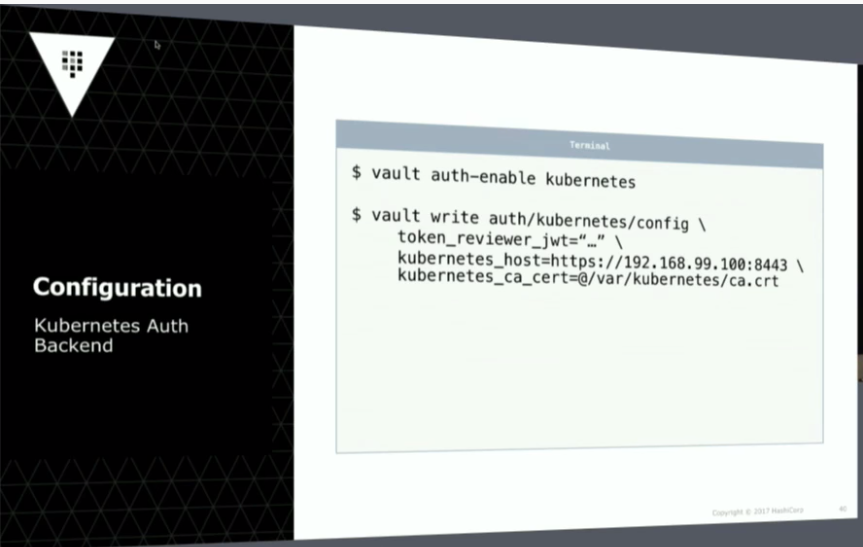 Configuration
Kubernetes Auth
Backend
Terminal
$ vault auth-enable kubernetes
$ vault write auth/kubernetes/config \
token_reviewer_jwt=“…” \
kubernetes_host=https://192.168.99.100:8443 \
kubernetes_ca_cert=@/var/kubernetes/ca.crt
Copyright © 2017 HashiCorp
40